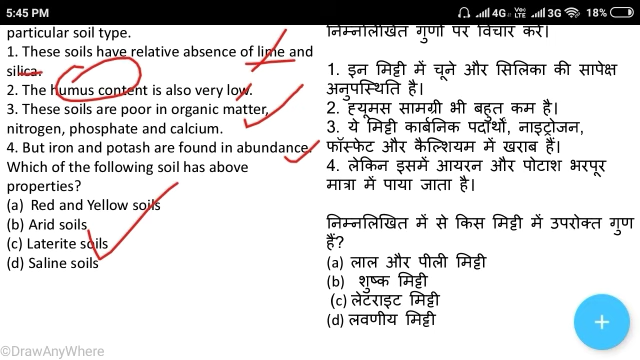 5:45 PM
4G Vo LTE 3G 18%
particular soil type.
1. These soils have relative absence of lime and
silica.
2. The humus content is also very low.
3. These soils are poor in organic matter,
nitrogen, phosphate and calcium.
4. But iron and potash are found in abundance.
Which of the following soil has above
properties?
(a) Red and Yellow soils
(b) Arid soils
(c) Laterite soils
(d) Saline soils
निम्नलिखित गुणों पर विचार करें।
1. इन मिट्टी में चूने और सिलिका की सापेक्ष
अनुपस्थिति है।
2. ह्यूमस सामग्री भी बहुत कम है।
3. ये मिट्टी कार्बनिक पदार्थों, नाइट्रोजन,
फॉस्फेट और कैल्शियम में खराब हैं।
4. लेकिन इसमें आयरन और पोटाश भरपूर
मात्रा में पाया जाता है।
निम्नलिखित में से किस मिट्टी में उपरोक्त गुण
हैं?
(a) लाल और पीली मिट्टी
(b) शुष्क मिट्टी
(c) लेटराइट मिट्टी
(d) लवणीय मिट्टी
©DrawAnyWhere